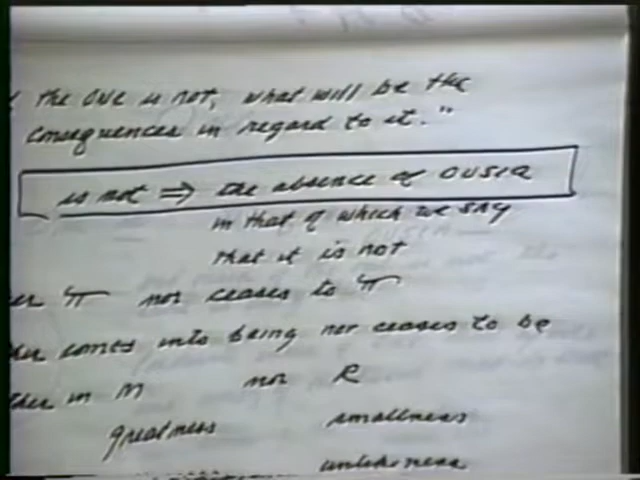 the one is not, what will be the
consequences in regard to it."
is not ⇒ the absence of ousia
in that of which we say
that it is not
π nor ceases to π
comes into being nor ceases to be
in M nor R
greatness smallness
unlikeness